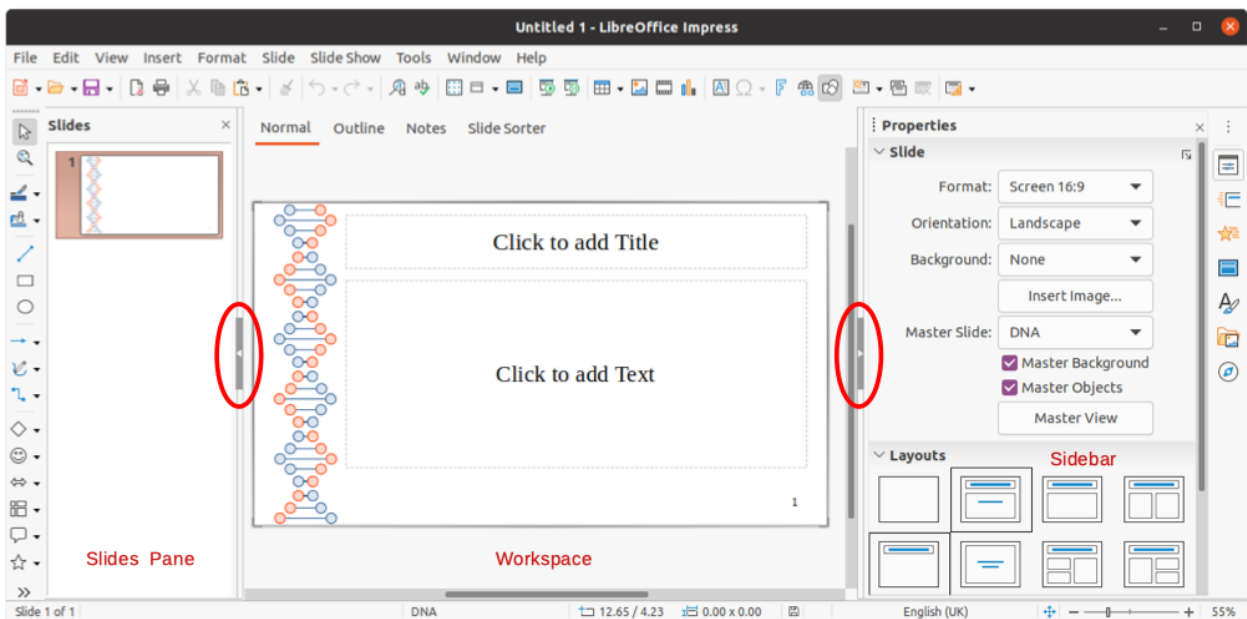 Untitled 1 - LibreOffice Impress
File Edit View Insert Format Slide Slide Show Tools Window Help
Slides
1
Slides Pane
Normal Outline Notes Slide Sorter
Click to add Title
Click to add Text
1
Workspace
Properties
Slide
Format: Screen 16:9
Orientation: Landscape
Background: None
Insert Image...
Master Slide: DNA
Master Background
Master Objects
Master View
Layouts
Sidebar
Slide 1 of 1 DNA 12.65 / 4.23 0.00 x 0.00 English (UK) 55%